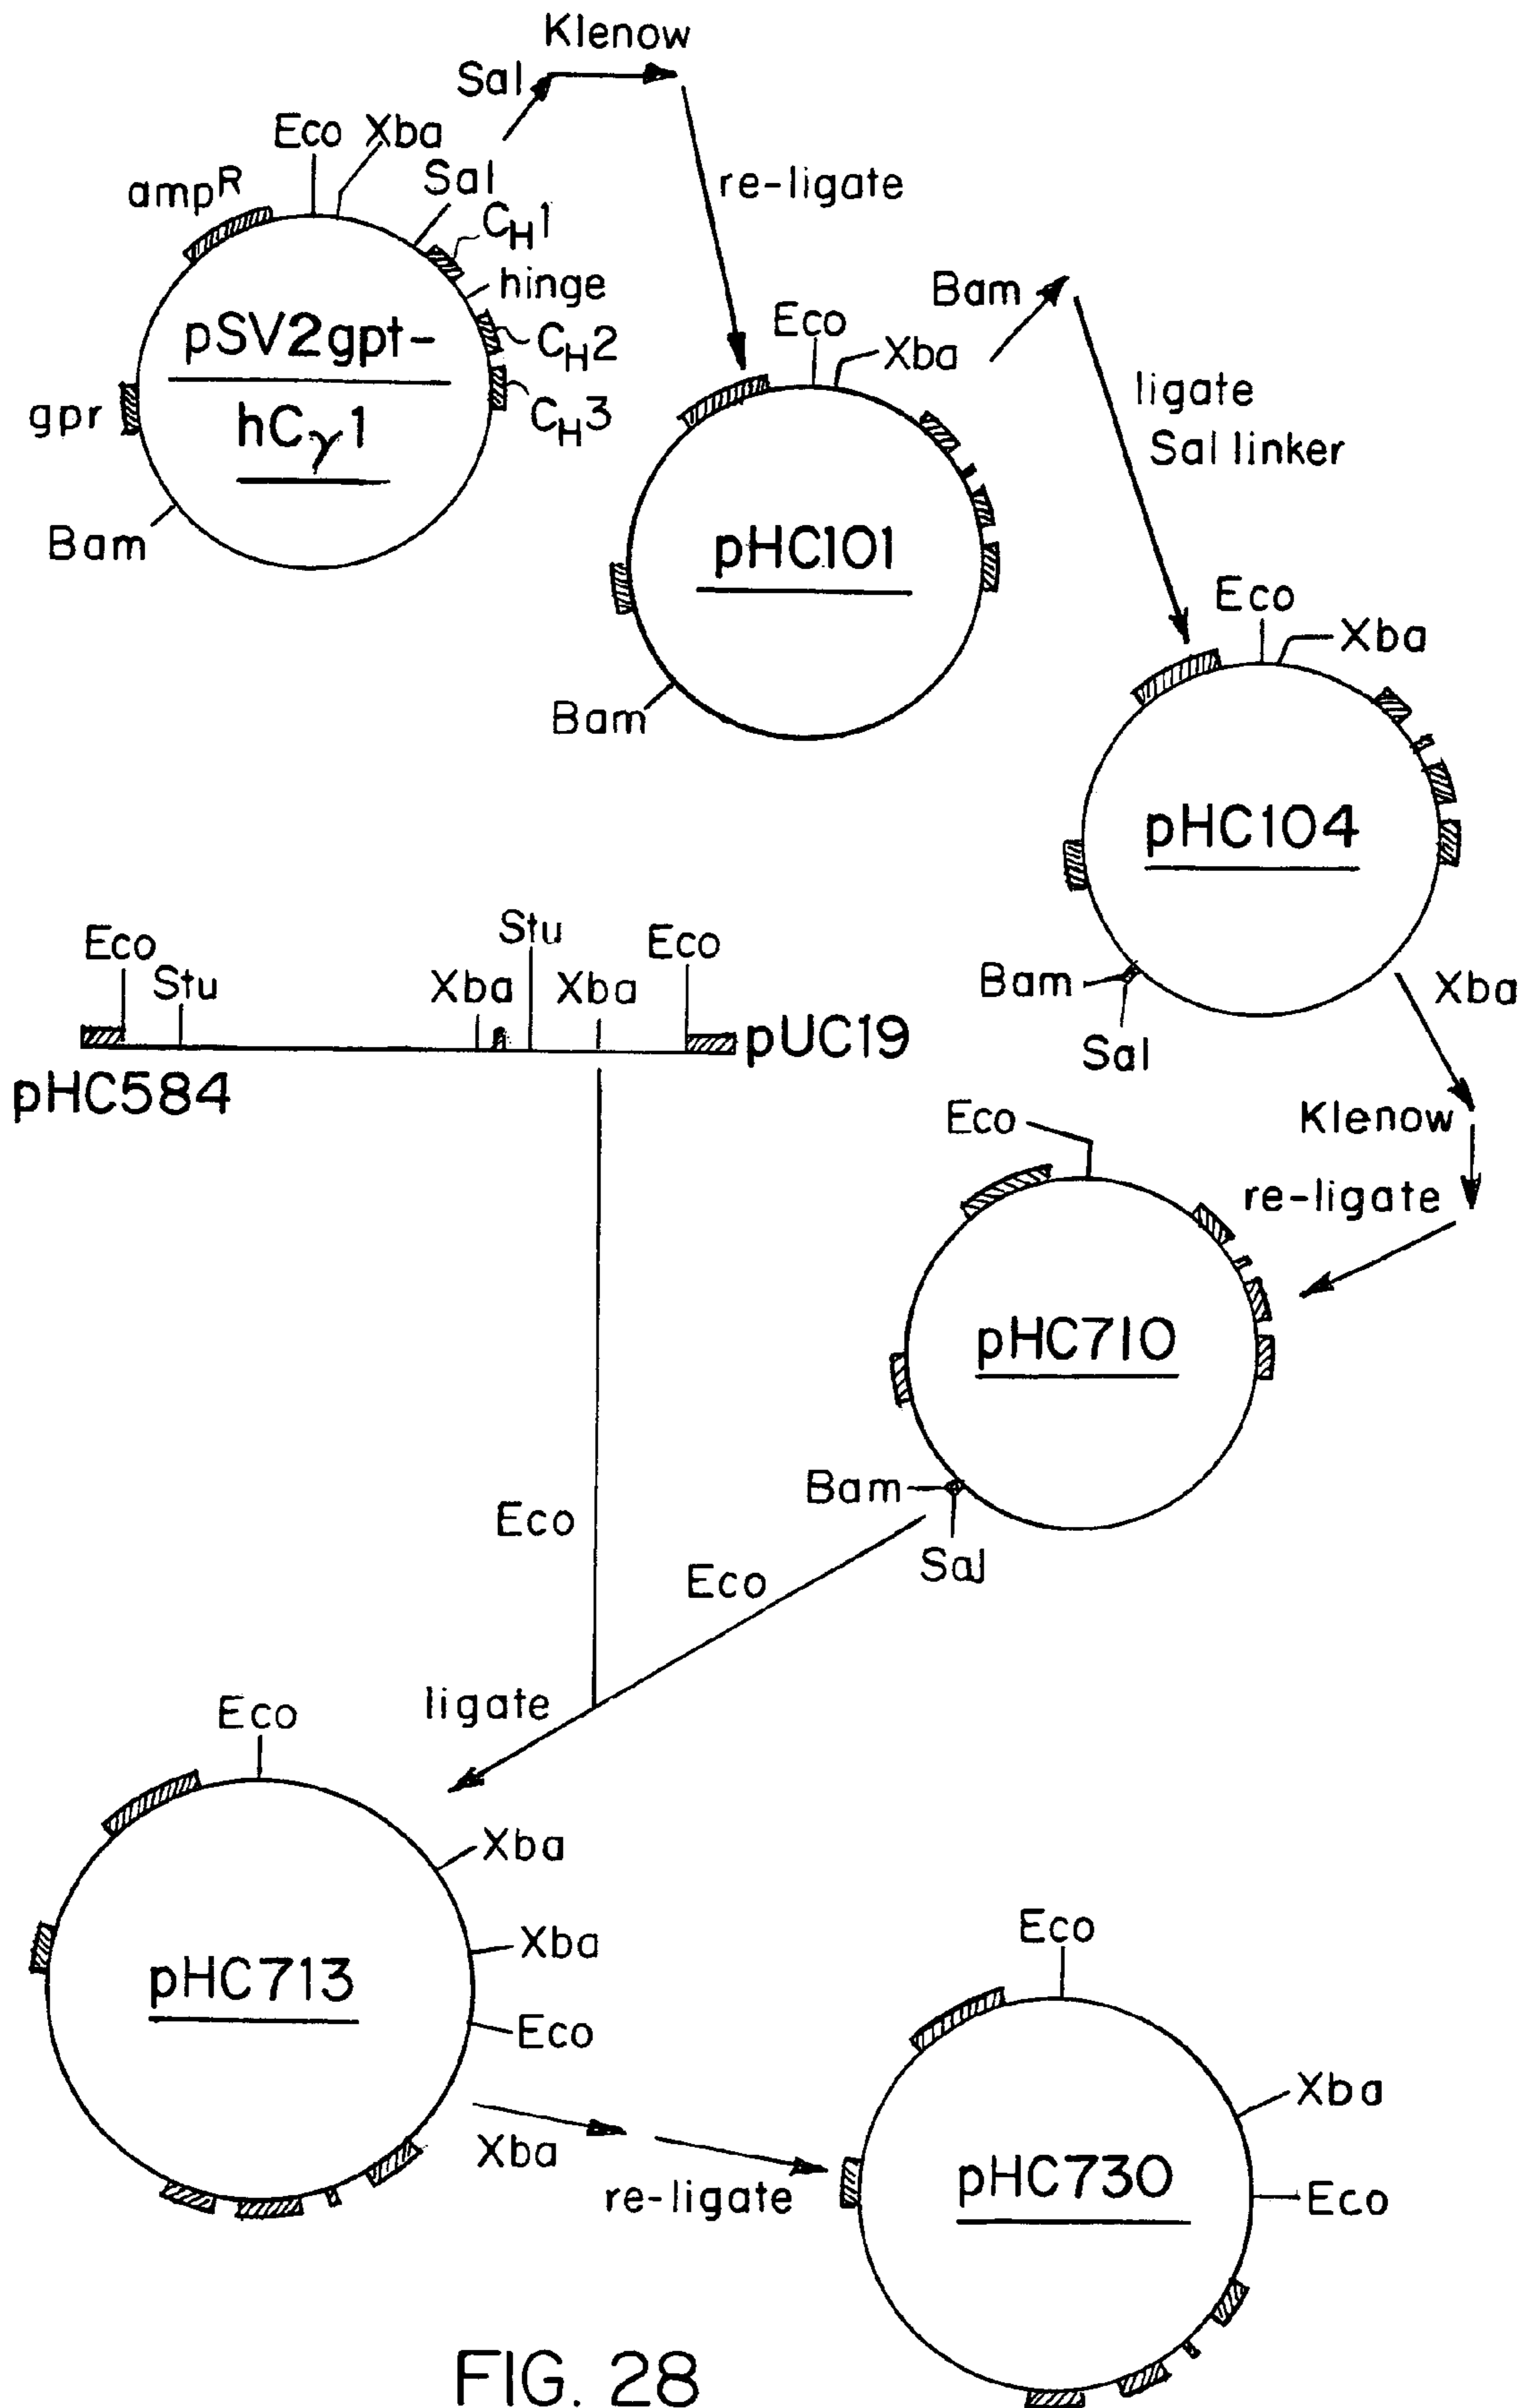 Klenow
Sal
re-ligate
Eco
Xba
Sal
ampR
CH1
hinge
CH2
CH3
gpr
pSV2gpt-
hCγ1
Bam
Eco
Xba
Bam
pHC101
Bam
ligate
Sal linker
Eco
Xba
pHC104
Bam
Sal
Xba
Klenow
re-ligate
Eco
Stu
Xba
Stu
Xba
Eco
pUC19
pHC584
Eco
pHC710
Bam
Sal
Eco
Eco
ligate
Eco
Xba
Xba
Eco
pHC713
Xba
re-ligate
Eco
Xba
Eco
pHC730
FIG. 28